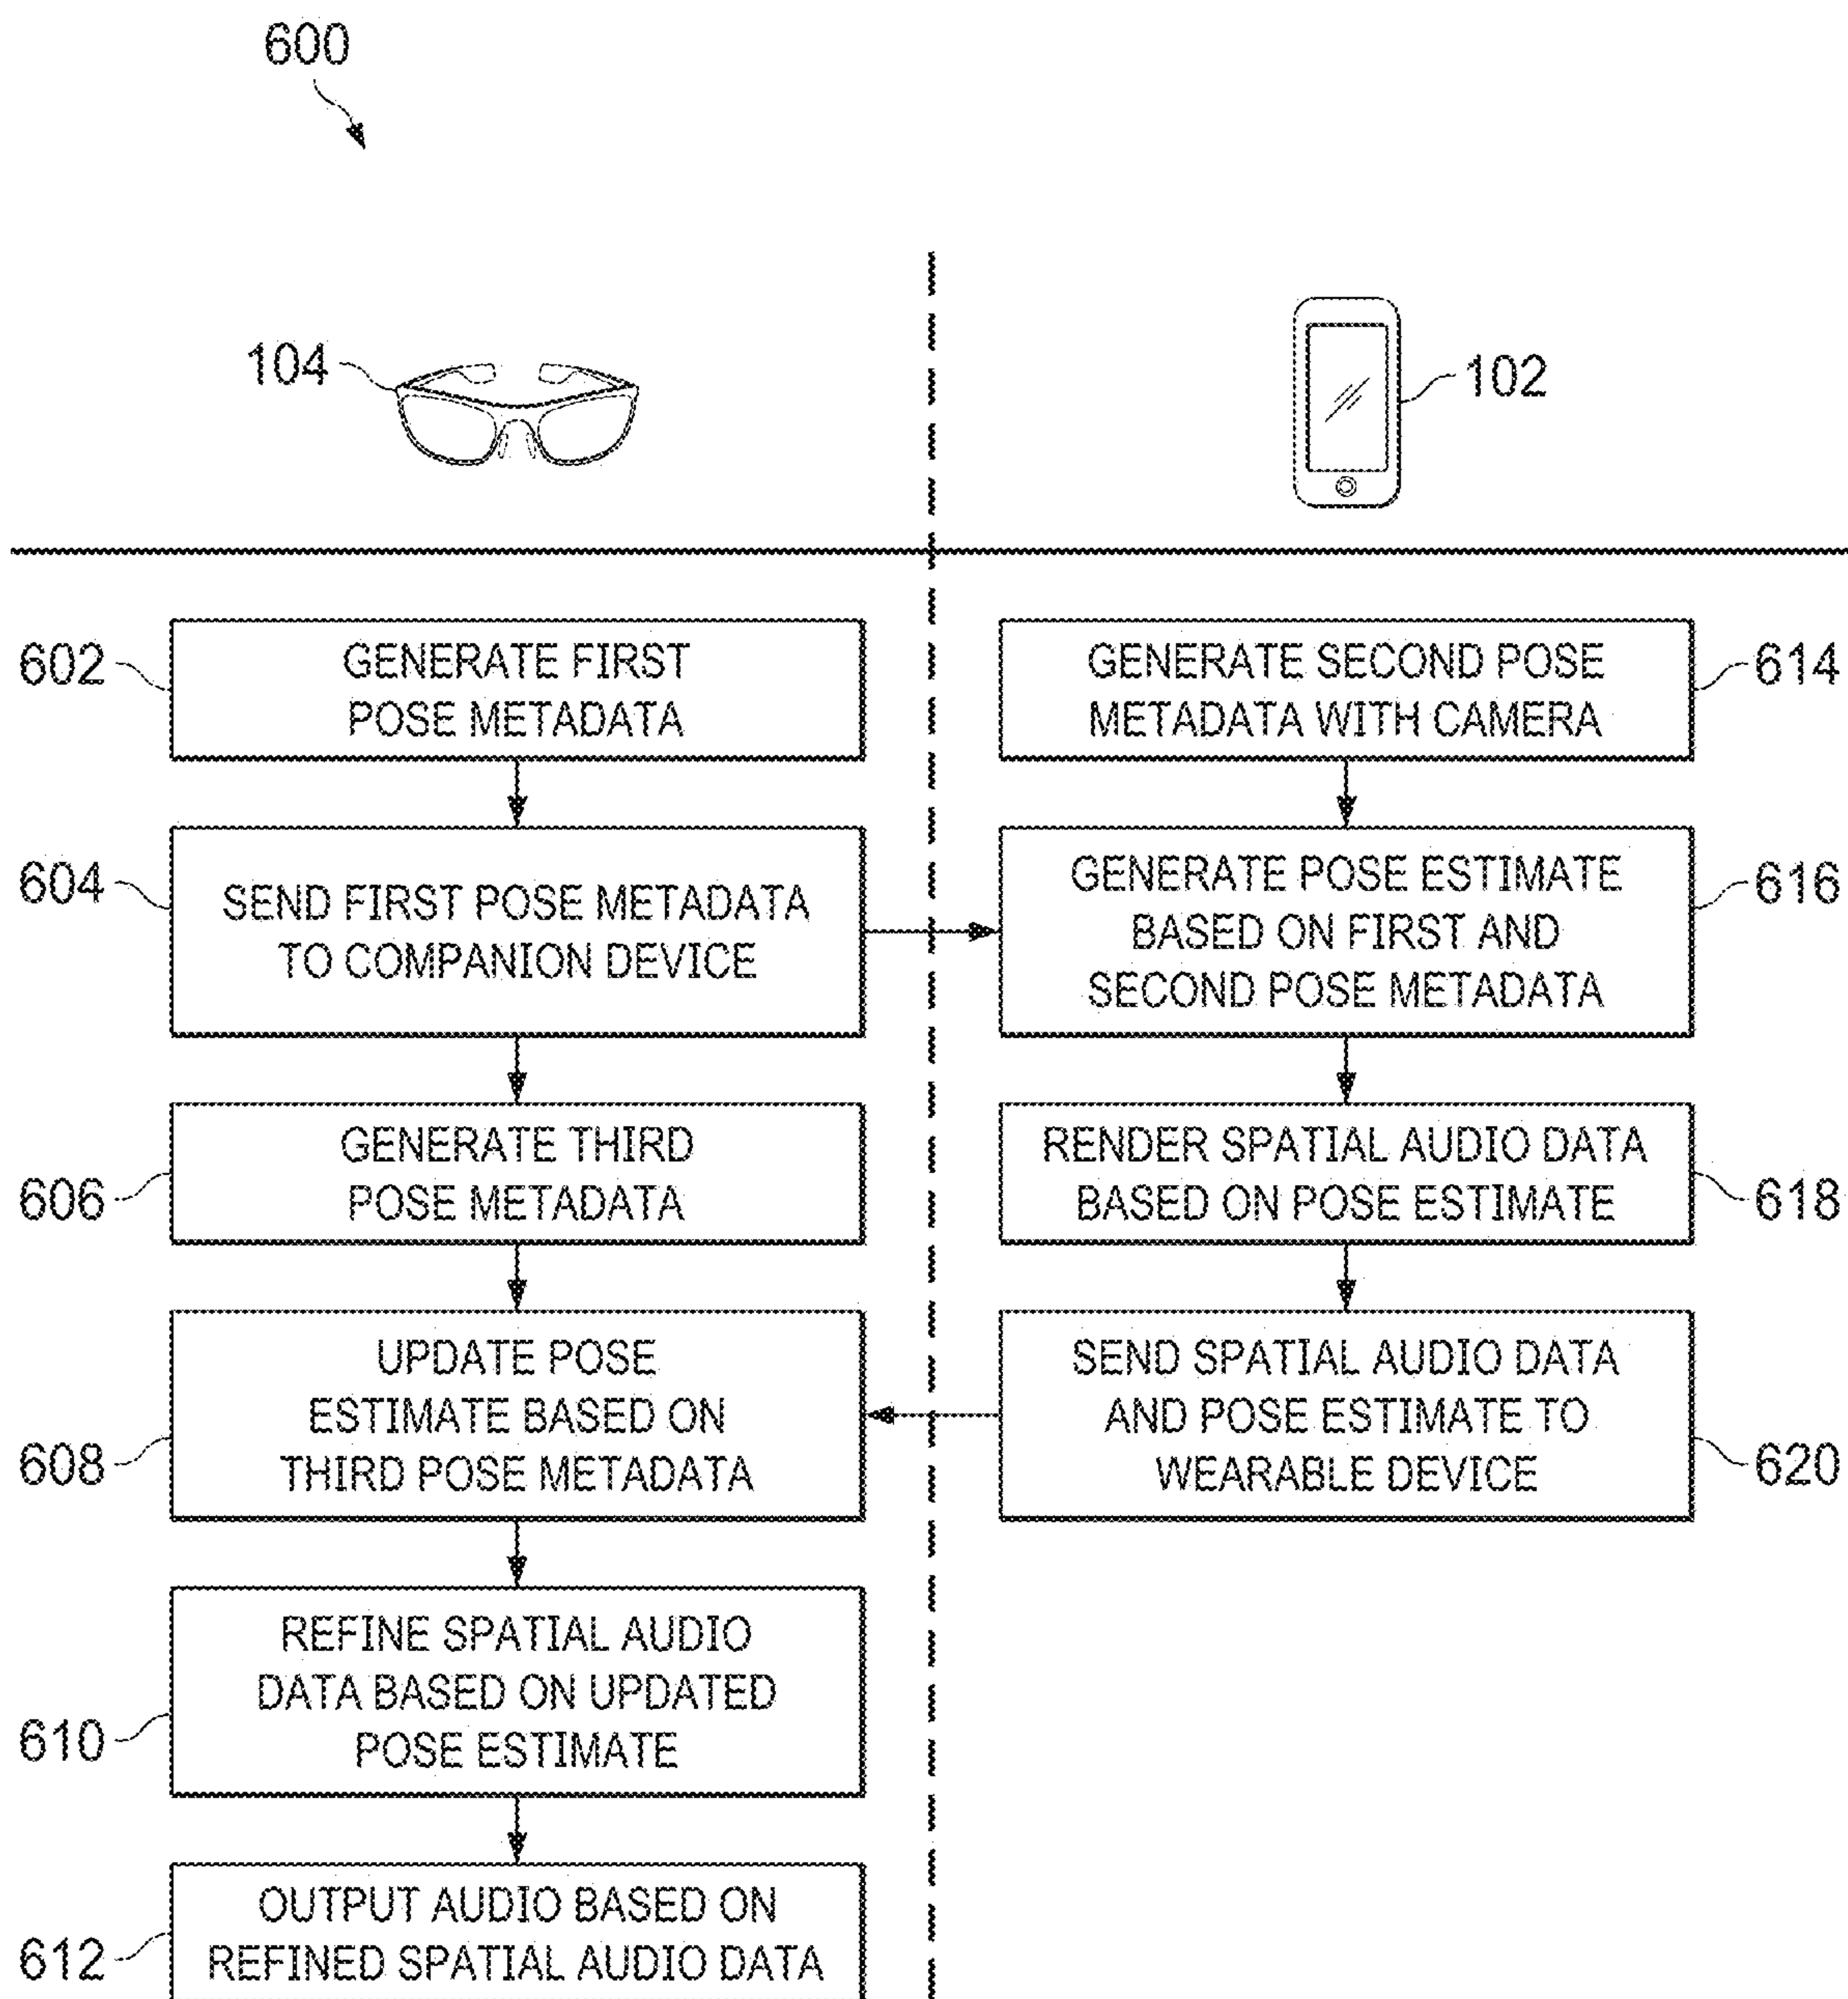 600
104
102
602
GENERATE FIRST
POSE METADATA
604
SEND FIRST POSE METADATA
TO COMPANION DEVICE
606
GENERATE THIRD
POSE METADATA
608
UPDATE POSE
ESTIMATE BASED ON
THIRD POSE METADATA
610
REFINE SPATIAL AUDIO
DATA BASED ON UPDATED
POSE ESTIMATE
612
OUTPUT AUDIO BASED ON
REFINED SPATIAL AUDIO DATA
GENERATE SECOND POSE
METADATA WITH CAMERA
614
GENERATE POSE ESTIMATE
BASED ON FIRST AND
SECOND POSE METADATA
616
RENDER SPATIAL AUDIO DATA
BASED ON POSE ESTIMATE
618
SEND SPATIAL AUDIO DATA
AND POSE ESTIMATE TO
WEARABLE DEVICE
620